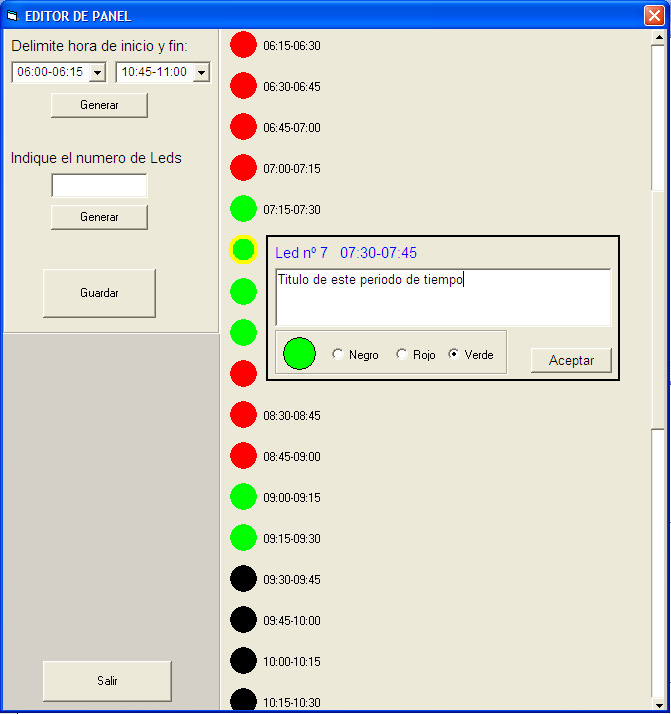 EDITOR DE PANEL
Delimite hora de inicio y fin:
06:00-06:15 10:45-11:00
Generar
Indique el numero de Leds
Generar
Guardar
Salir
06:15-06:30
06:30-06:45
06:45-07:00
07:00-07:15
07:15-07:30
Led nº 7 07:30-07:45
Titulo de este periodo de tiempo
Negro Rojo Verde
Aceptar
08:30-08:45
08:45-09:00
09:00-09:15
09:15-09:30
09:30-09:45
09:45-10:00
10:00-10:15
10:15-10:30